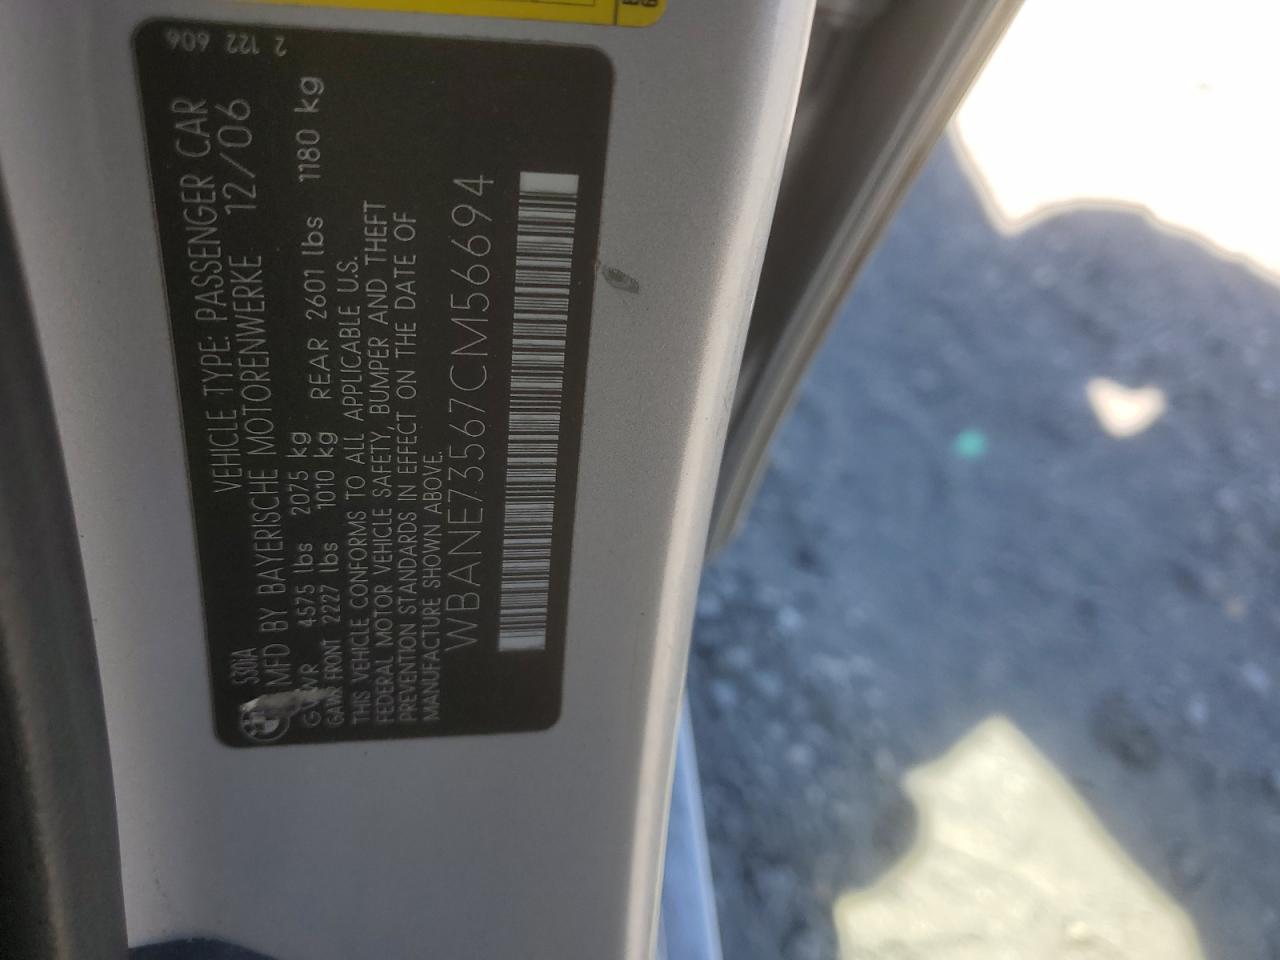 530iA VEHICLE TYPE: PASSENGER CAR
MFD BY BAYERISCHE MOTORENWERKE 12/06
GVWR 4575 lbs 2075 kg
GAWR FRONT 2227 lbs 1010 kg REAR 2601 lbs 1180 kg
THIS VEHICLE CONFORMS TO ALL APPLICABLE U.S.
FEDERAL MOTOR VEHICLE SAFETY, BUMPER AND THEFT
PREVENTION STANDARDS IN EFFECT ON THE DATE OF
MANUFACTURE SHOWN ABOVE.
WBANE73567CM56694
2 122 606